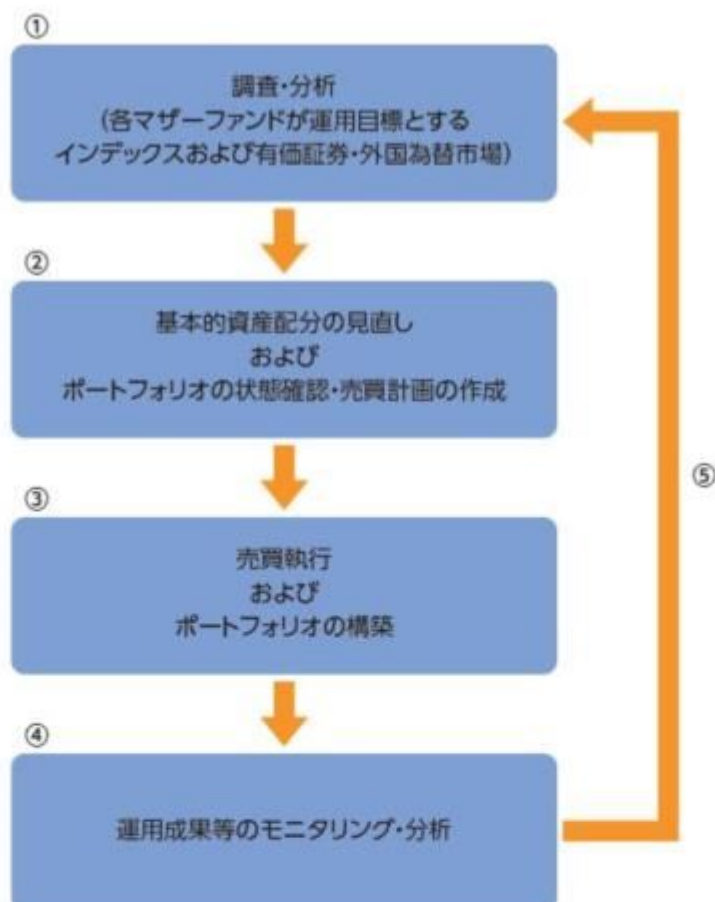 ①
調査・分析
(各マザーファンドが運用目標とする
インデックスおよび有価証券・外国為替市場)
②
基本的資産配分の見直し
および
ポートフォリオの状態確認・売買計画の作成
③
売買執行
および
ポートフォリオの構築
④
運用成果等のモニタリング・分析
⑤